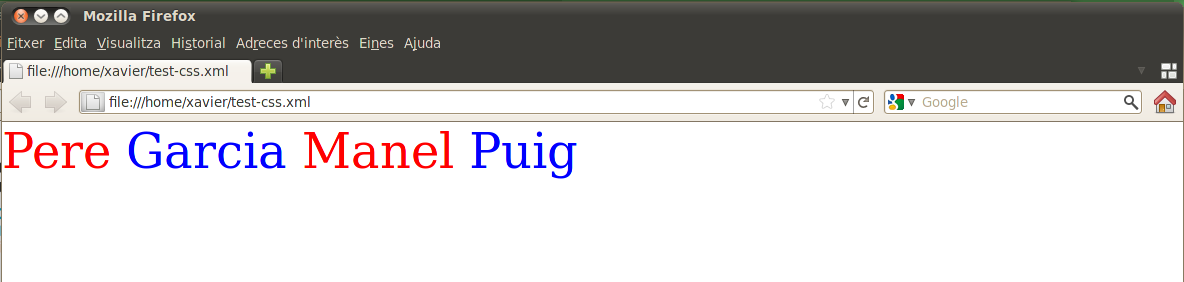 Mozilla Firefox
Fitxer Edita Visualitza Historial Adreces d'interès Eines Ajuda
file:///home/xavier/test-css.xml
file:///home/xavier/test-css.xml Google
Pere Garcia Manel Puig